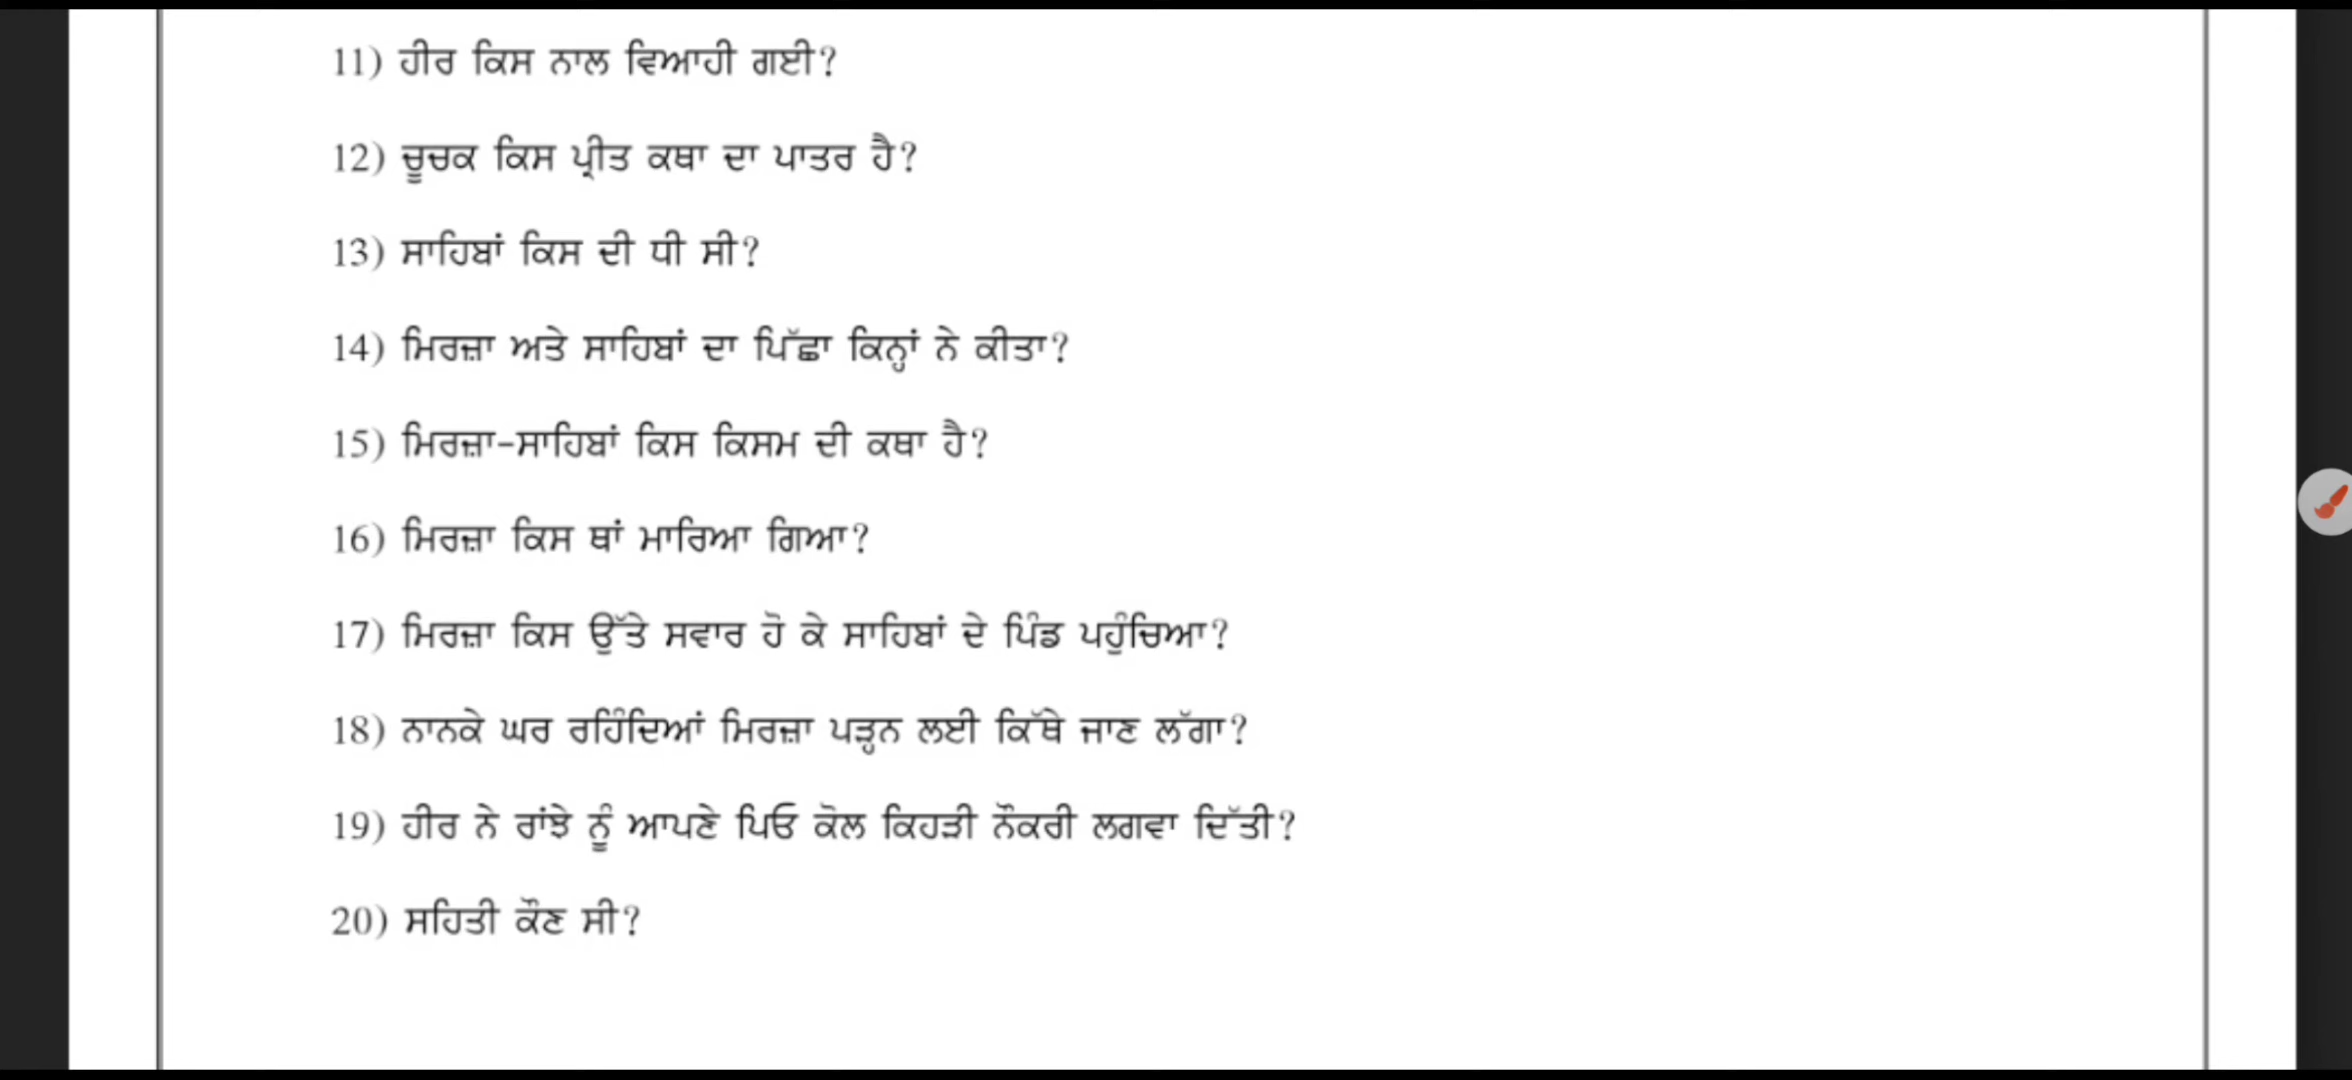 11) ਹੀਰ ਕਿਸ ਨਾਲ ਵਿਆਹੀ ਗਈ?
12) ਚੂਚਕ ਕਿਸ ਪ੍ਰੀਤ ਕਥਾ ਦਾ ਪਾਤਰ ਹੈ?
13) ਸਾਹਿਬਾਂ ਕਿਸ ਦੀ ਧੀ ਸੀ?
14) ਮਿਰਜ਼ਾ ਅਤੇ ਸਾਹਿਬਾਂ ਦਾ ਪਿੱਛਾ ਕਿਨ੍ਹਾਂ ਨੇ ਕੀਤਾ?
15) ਮਿਰਜ਼ਾ-ਸਾਹਿਬਾਂ ਕਿਸ ਕਿਸਮ ਦੀ ਕਥਾ ਹੈ?
16) ਮਿਰਜ਼ਾ ਕਿਸ ਥਾਂ ਮਾਰਿਆ ਗਿਆ?
17) ਮਿਰਜ਼ਾ ਕਿਸ ਉੱਤੇ ਸਵਾਰ ਹੋ ਕੇ ਸਾਹਿਬਾਂ ਦੇ ਪਿੰਡ ਪਹੁੰਚਿਆ?
18) ਨਾਨਕੇ ਘਰ ਰਹਿੰਦਿਆਂ ਮਿਰਜ਼ਾ ਪੜ੍ਹਨ ਲਈ ਕਿੱਥੇ ਜਾਣ ਲੱਗਾ?
19) ਹੀਰ ਨੇ ਰਾਂਝੇ ਨੂੰ ਆਪਣੇ ਪਿਓ ਕੋਲ ਕਿਹੜੀ ਨੌਕਰੀ ਲਗਵਾ ਦਿੱਤੀ?
20) ਸਹਿਤੀ ਕੌਣ ਸੀ?